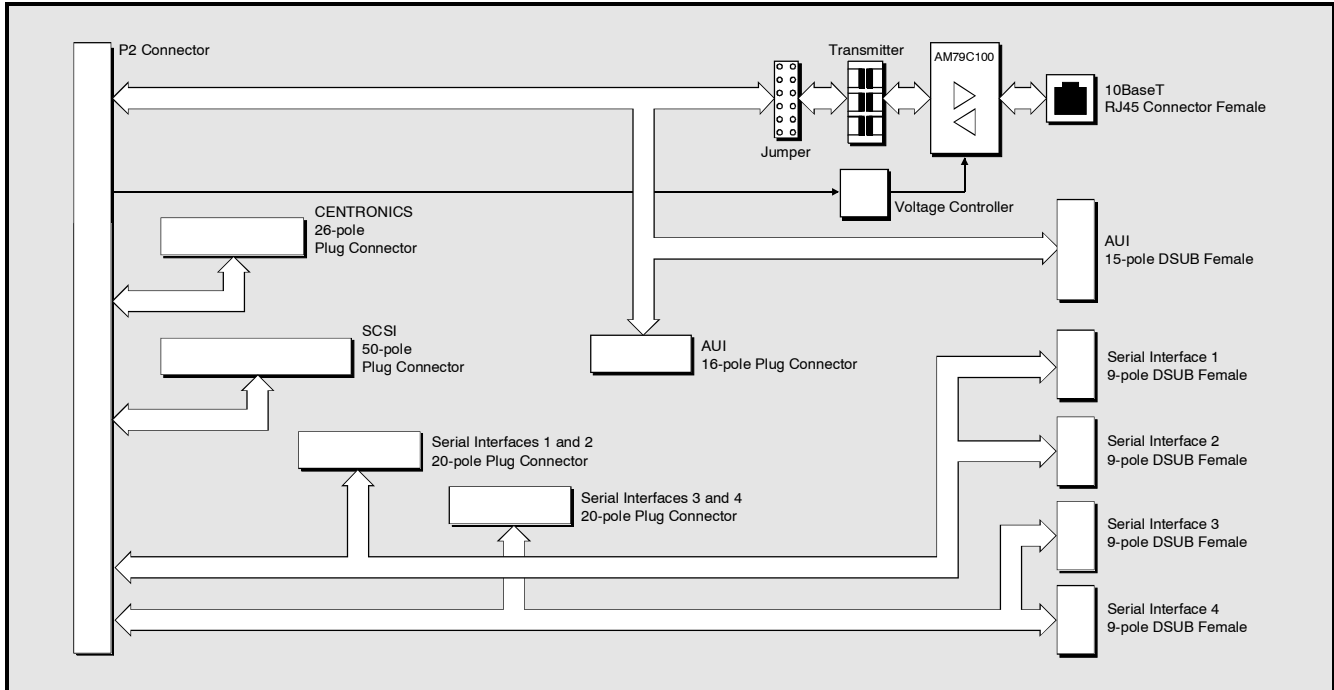 P2 Connector
Transmitter
AM79C100
10BaseT
RJ45 Connector Female
Jumper
Voltage Controller
CENTRONICS
26-pole
Plug Connector
AUI
15-pole DSUB Female
SCSI
50-pole
Plug Connector
AUI
16-pole Plug Connector
Serial Interface 1
9-pole DSUB Female
Serial Interfaces 1 and 2
20-pole Plug Connector
Serial Interface 2
9-pole DSUB Female
Serial Interfaces 3 and 4
20-pole Plug Connector
Serial Interface 3
9-pole DSUB Female
Serial Interface 4
9-pole DSUB Female